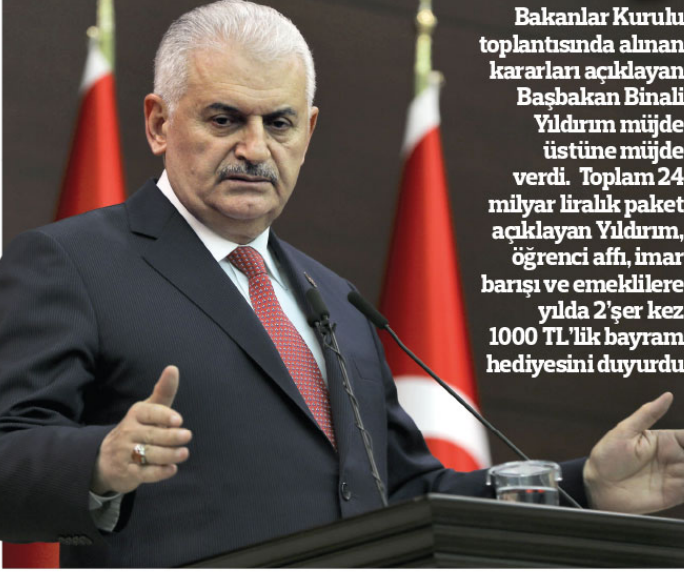 Bakanlar Kurulu
toplantısında alınan
kararları açıklayan
Başbakan Binali
Yıldırım müjde
üstüne müjde
verdi. Toplam 24
milyar liralık paket
açıklayan Yıldırım,
öğrenci affı, imar
barışı ve emeklilere
yılda 2'şer kez
1000 TL'lik bayram
hediyesini duyurdu